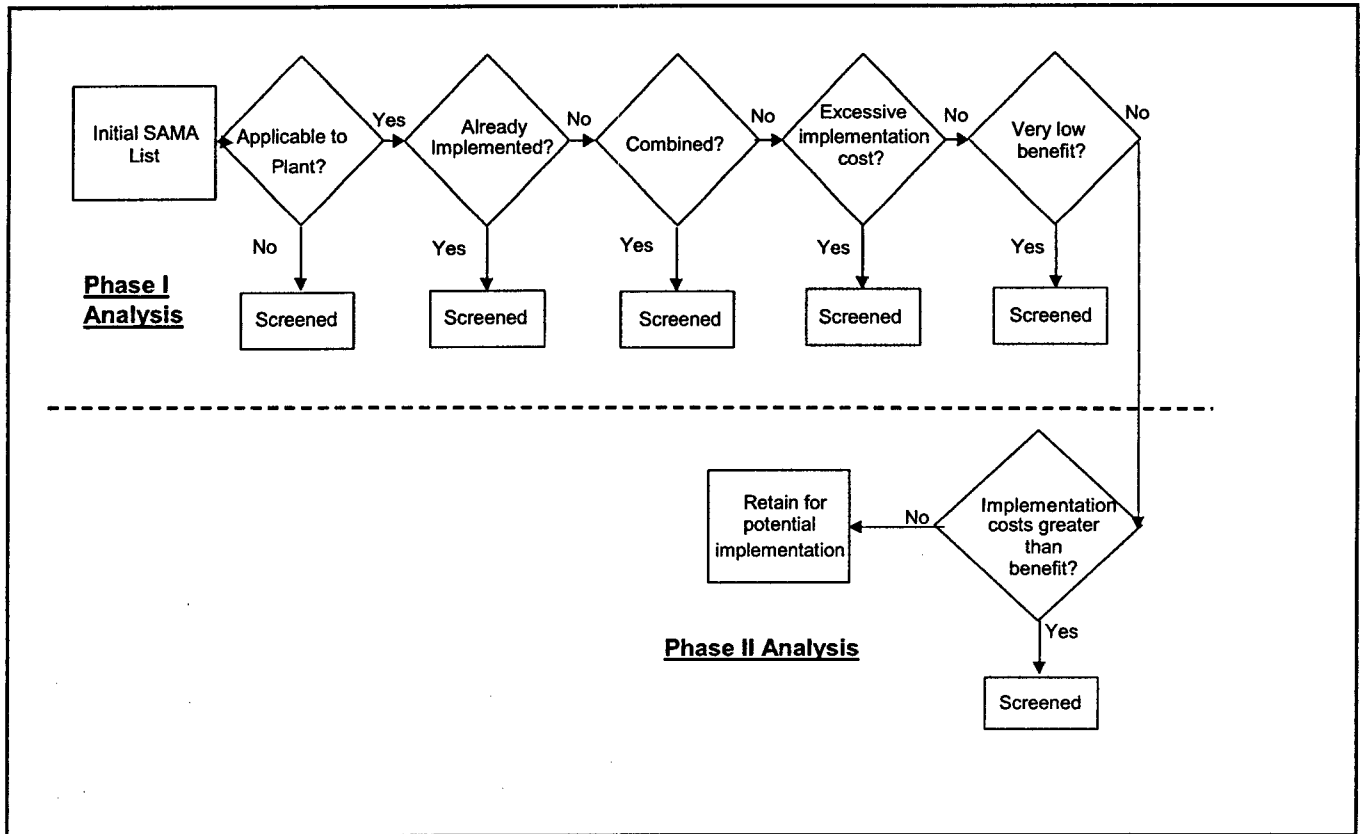 Initial SAMA
List
Applicable to
Plant?
Yes
Already
Implemented?
No
Combined?
No
Excessive
implementation
cost?
No
Very low
benefit?
No
No
Yes
Yes
Yes
Yes
Phase I
Analysis
Screened
Screened
Screened
Screened
Screened
Retain for
potential
implementation
No
Implementation
costs greater
than
benefit?
Yes
Phase II Analysis
Screened